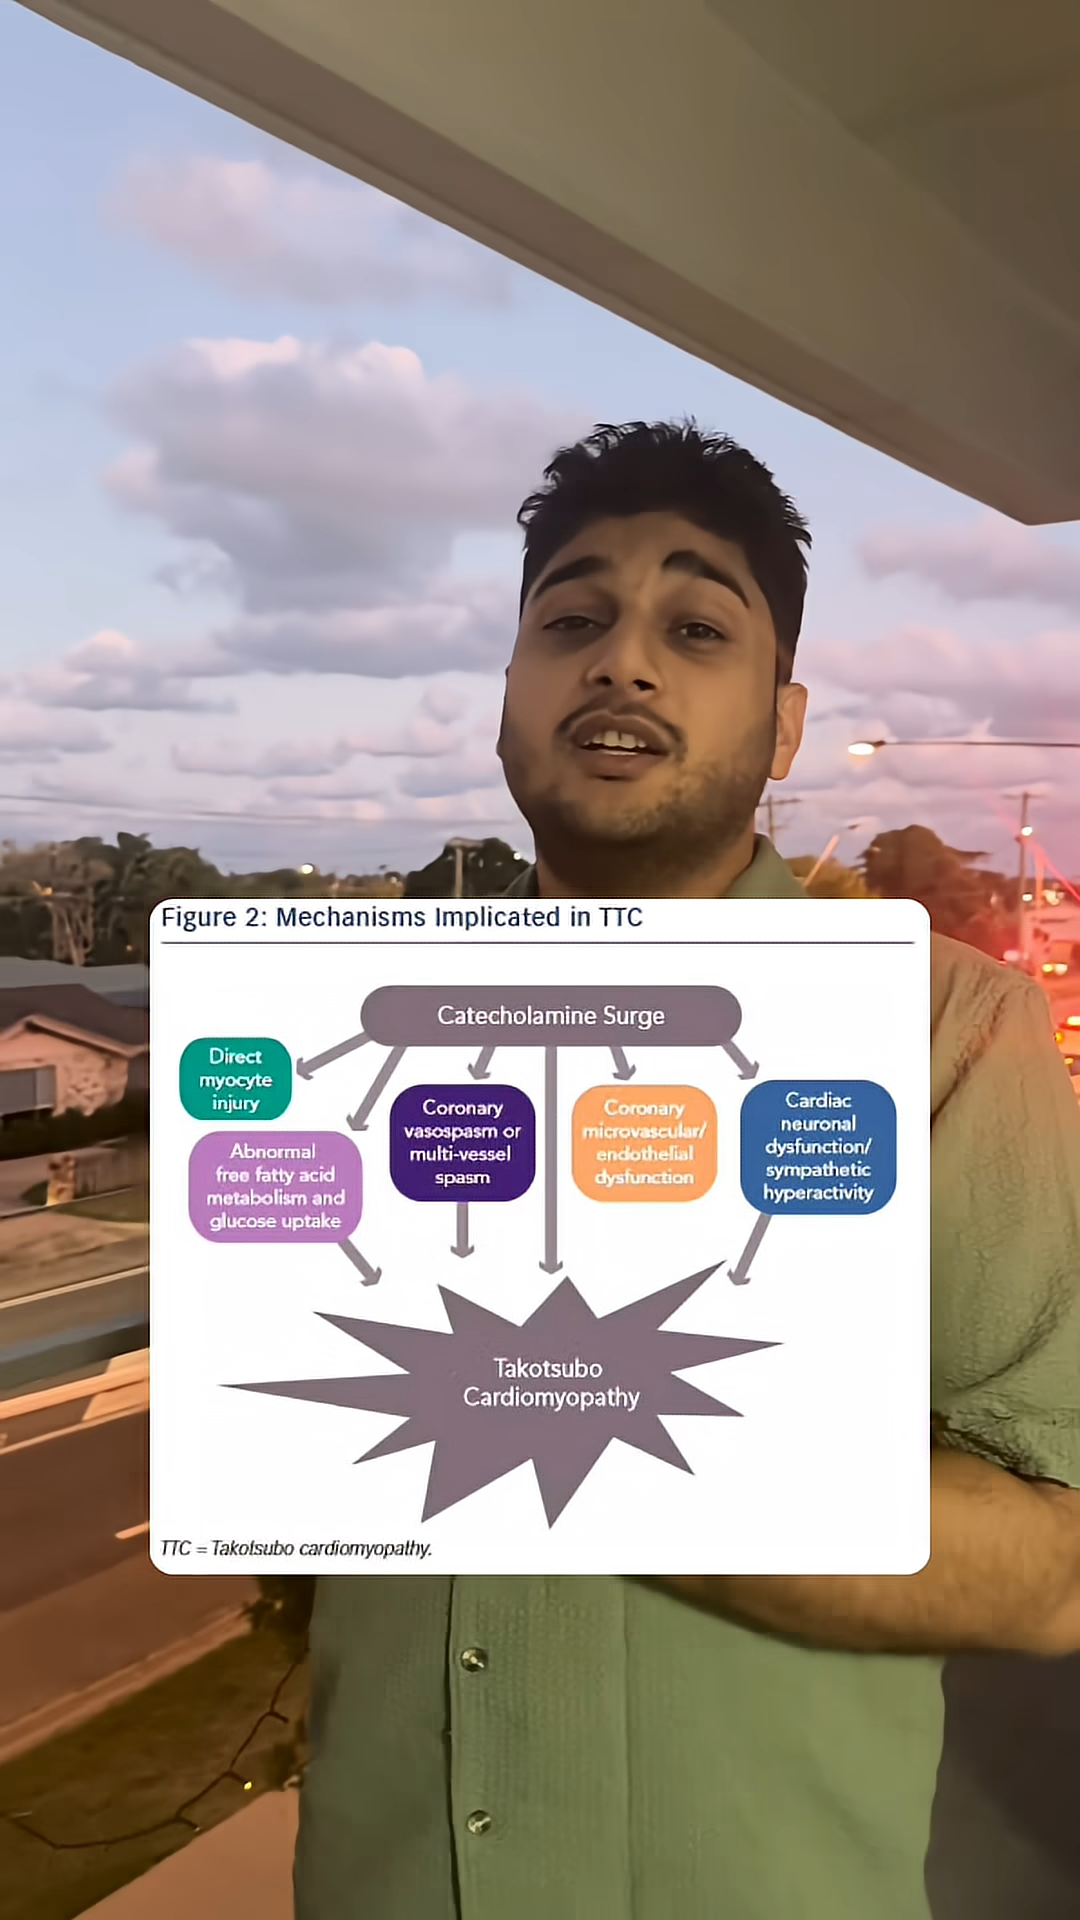 Figure 2: Mechanisms Implicated in TTC
Catecholamine Surge
Direct
myocyte
injury
Abnormal
free fatty acid
metabolism and
glucose uptake
Coronary
vasospasm or
multi-vessel
spasm
Coronary
microvascular/
endothelial
dysfunction
Cardiac
neuronal
dysfunction/
sympathetic
hyperactivity
Takotsubo
Cardiomyopathy
TTC = Takotsubo cardiomyopathy.